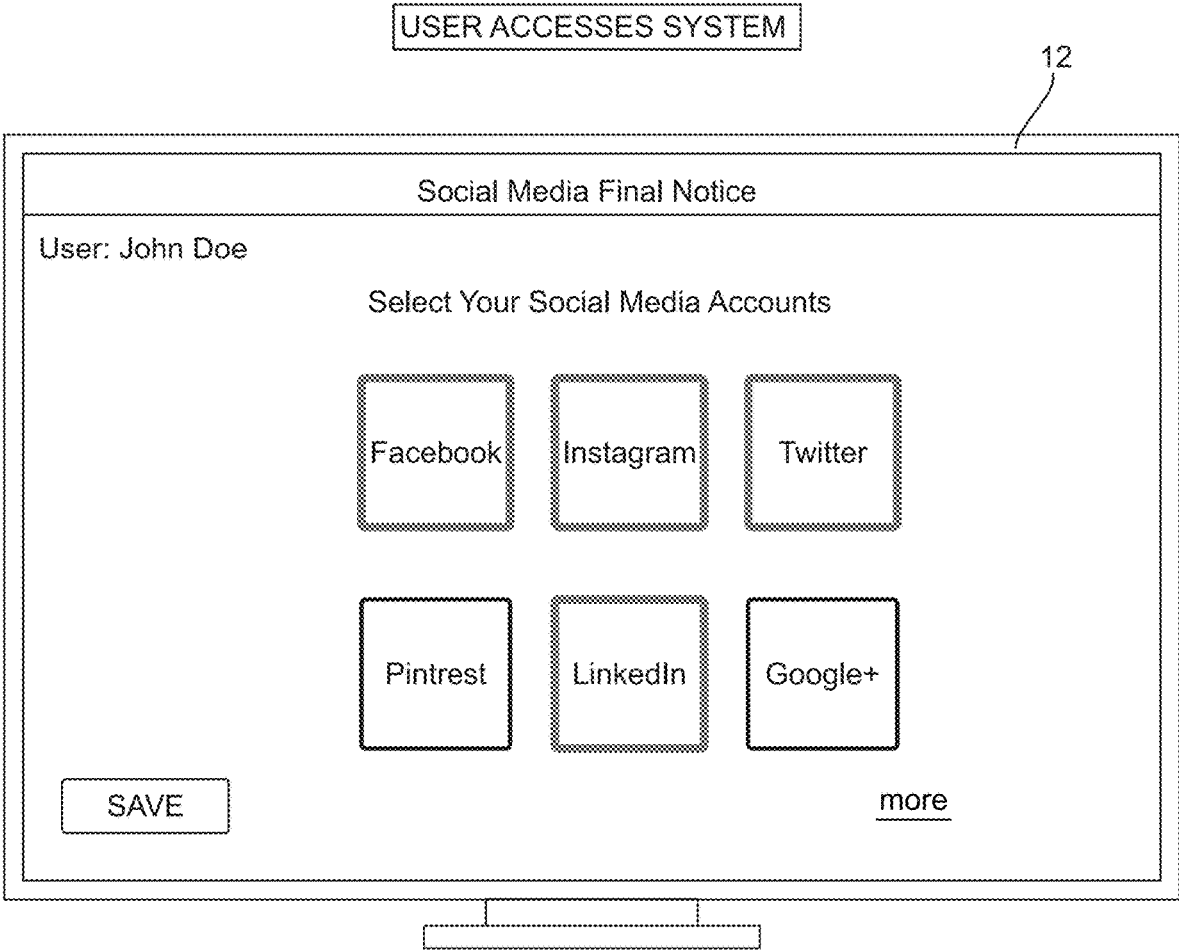 USER ACCESSES SYSTEM
12
Social Media Final Notice
User: John Doe
Select Your Social Media Accounts
Facebook Instagram Twitter
Pintrest LinkedIn Google+
SAVE more